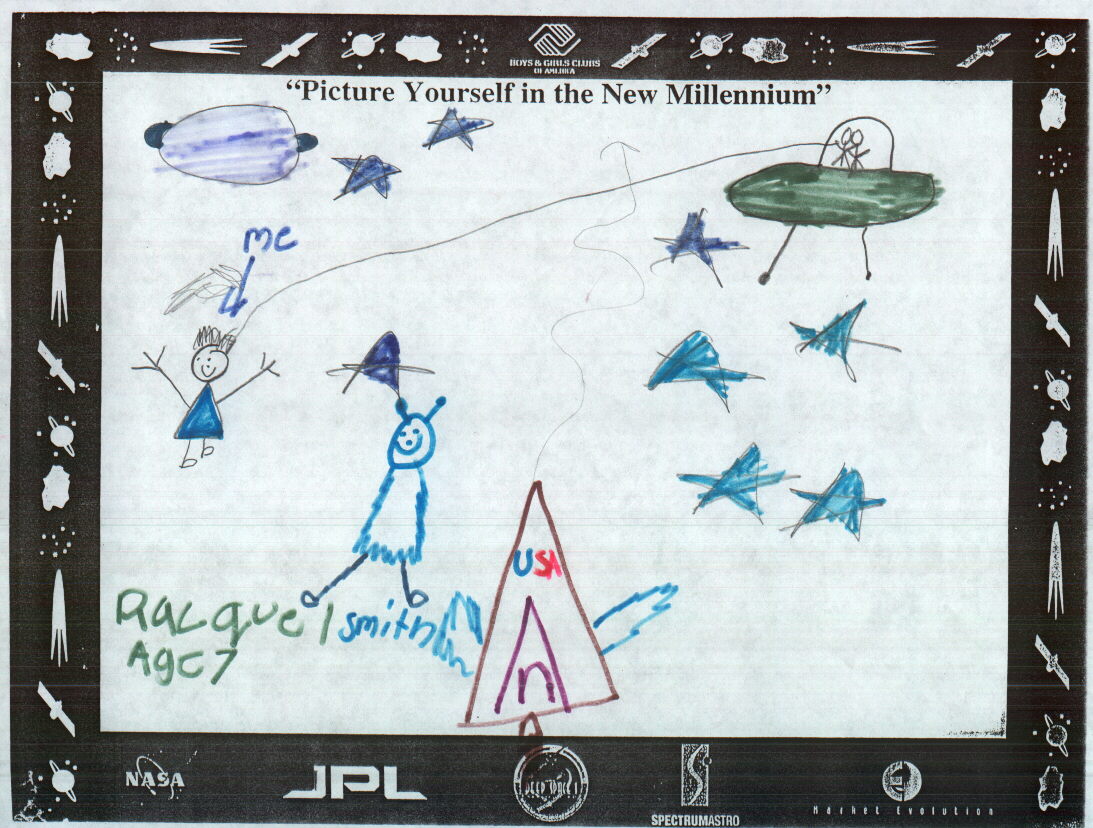 BOYS & GIRLS CLUBS
OF AMERICA
“Picture Yourself in the New Millennium”
me
USA
n
Racquel smith
Age 7
NASA
JPL
DEEP SPACE 1
SPECTRUMASTRO
Market Evolution